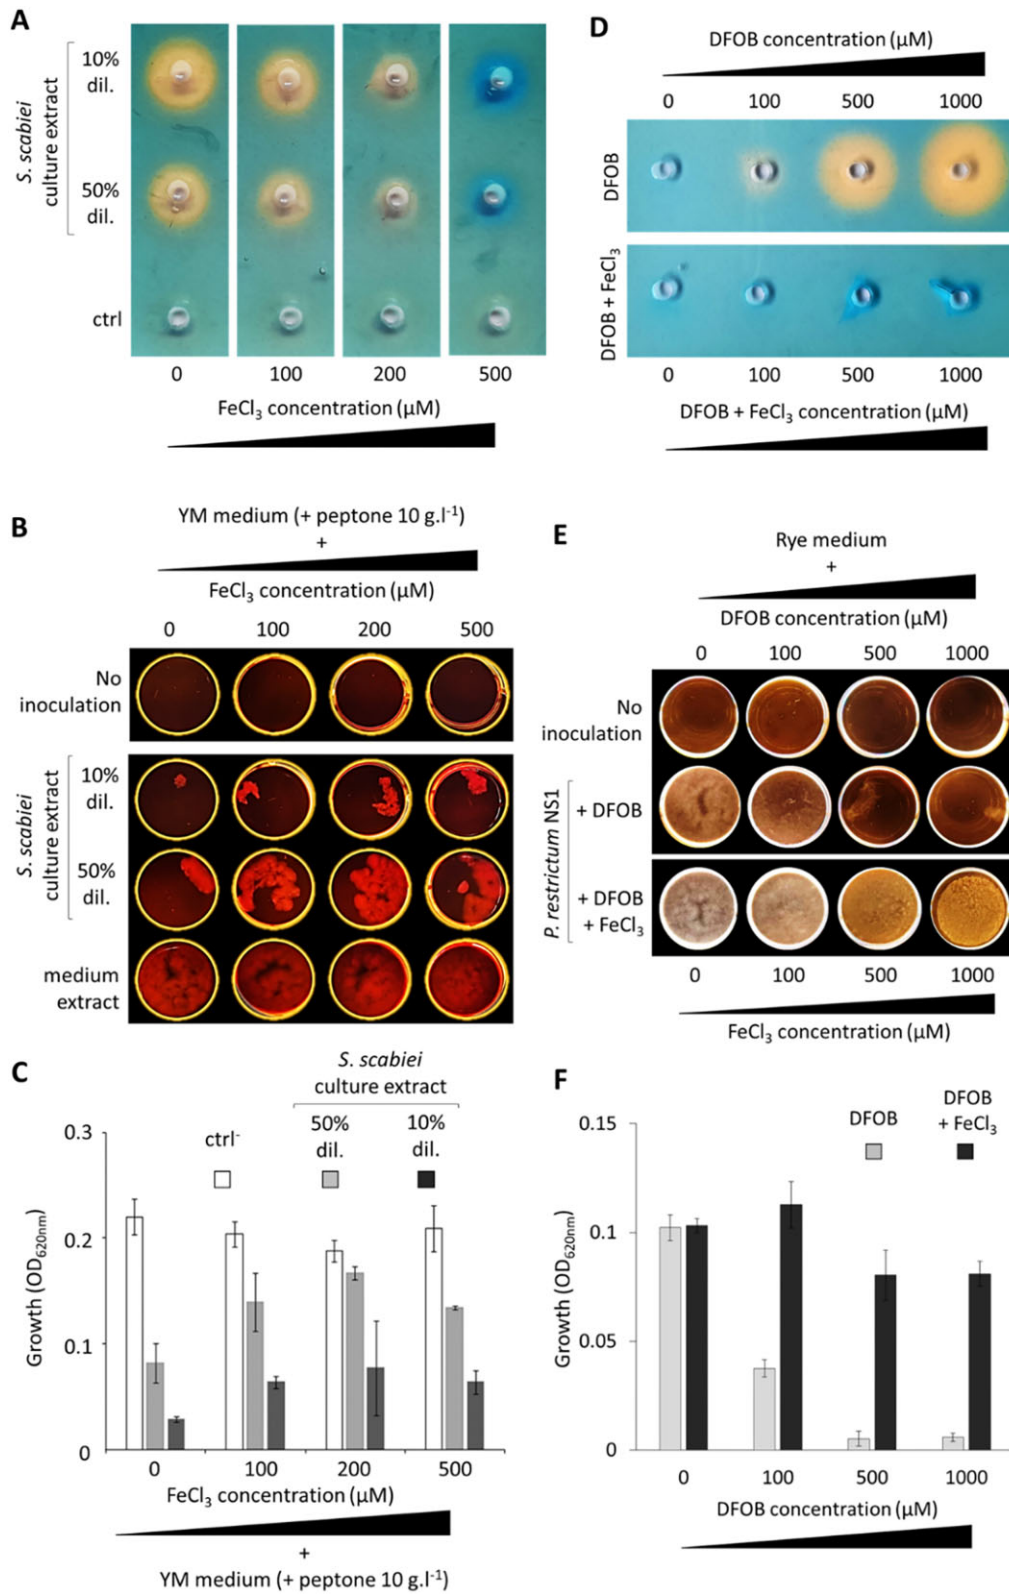 A
S. scabiei
culture extract
10%
dil.
50%
dil.
ctrl
0 100 200 500
FeCl₃ concentration (µM)
B
YM medium (+ peptone 10 g.l⁻¹)
+
FeCl₃ concentration (µM)
0 100 200 500
No
inoculation
S. scabiei
culture extract
10%
dil.
50%
dil.
medium
extract
C
S. scabiei
culture extract
ctrl⁻
50%
dil.
10%
dil.
Growth (OD₆₂₀ₙₘ)
0.3
0.2
0.1
0
0 100 200 500
FeCl₃ concentration (µM)
+
YM medium (+ peptone 10 g.l⁻¹)
D
DFOB concentration (µM)
0 100 500 1000
DFOB
DFOB + FeCl₃
0 100 500 1000
DFOB + FeCl₃ concentration (µM)
E
Rye medium
+
DFOB concentration (µM)
0 100 500 1000
No
inoculation
P. restrictum NS1
+ DFOB
+ DFOB
+ FeCl₃
0 100 500 1000
FeCl₃ concentration (µM)
F
DFOB
DFOB
+ FeCl₃
Growth (OD₆₂₀ₙₘ)
0.15
0.1
0.05
0
0 100 500 1000
DFOB concentration (µM)